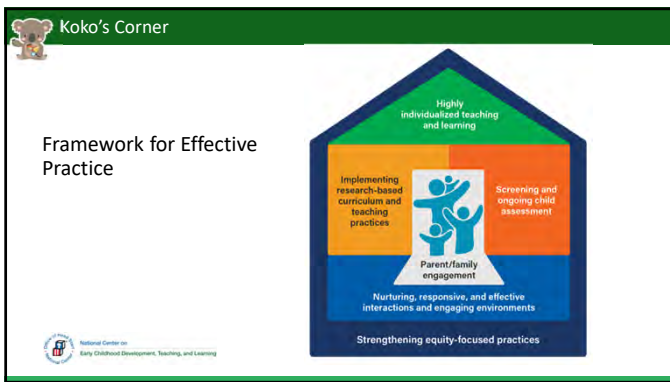 Koko's Corner
Framework for Effective
Practice
Highly
individualized teaching
and learning
Implementing
research-based
curriculum and
teaching
practices
Screening and
ongoing child
assessment
Parent/family
engagement
Nurturing, responsive, and effective
interactions and engaging environments
Strengthening equity-focused practices
National Center on
Early Childhood Development, Teaching, and Learning